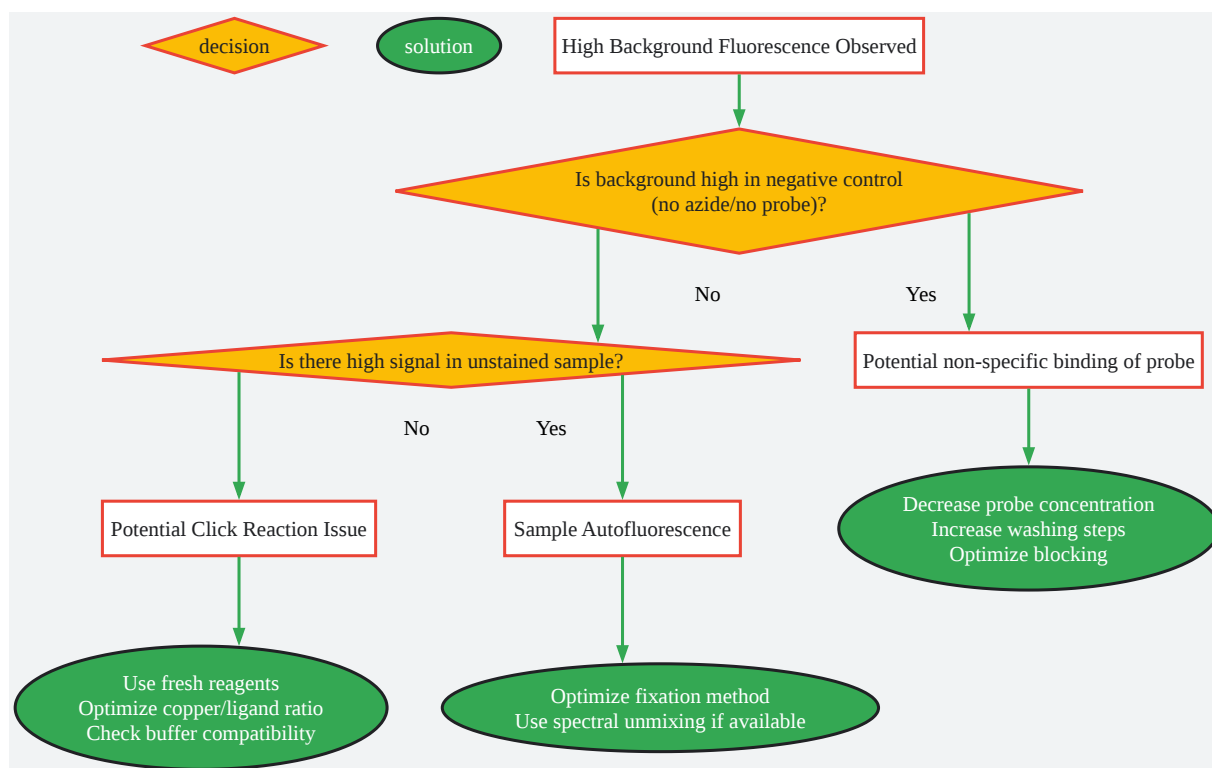 decision
solution
High Background Fluorescence Observed
Is background high in negative control
(no azide/no probe)?
No
Yes
Is there high signal in unstained sample?
Potential non-specific binding of probe
No
Yes
Decrease probe concentration
Increase washing steps
Optimize blocking
Potential Click Reaction Issue
Sample Autofluorescence
Use fresh reagents
Optimize copper/ligand ratio
Check buffer compatibility
Optimize fixation method
Use spectral unmixing if available